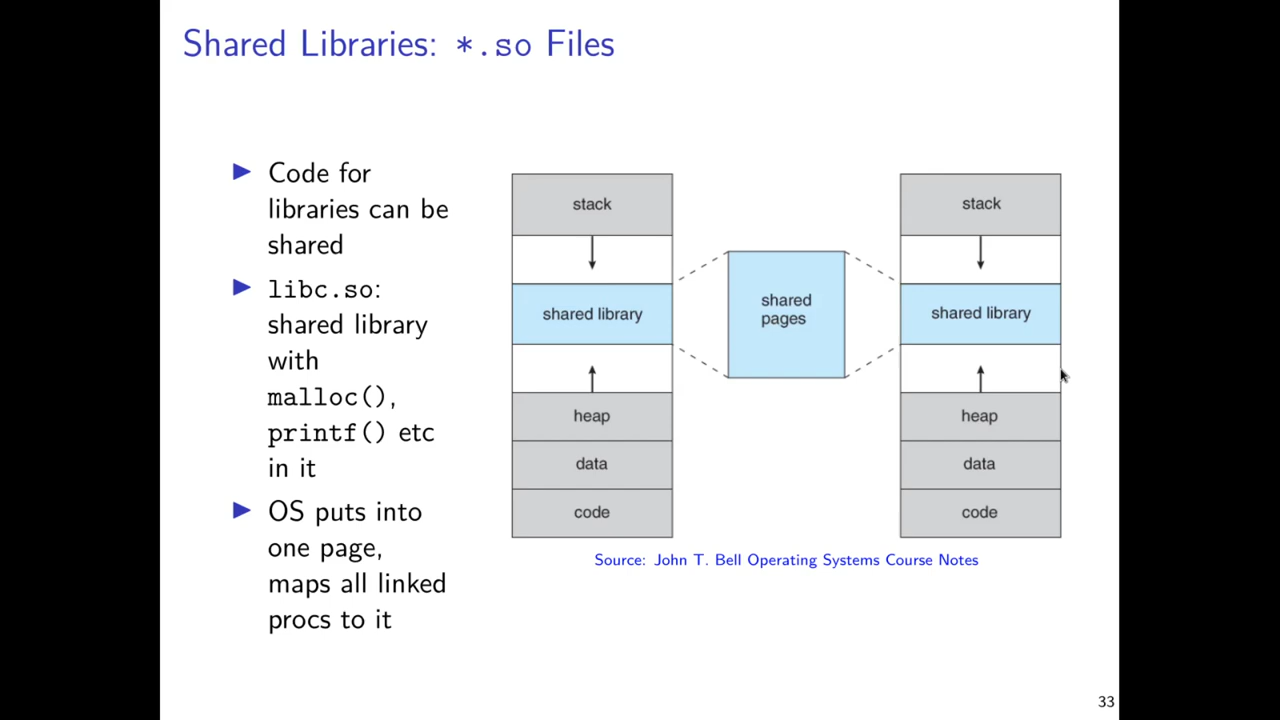 Shared Libraries: *.so Files
▶ Code for
libraries can be
shared
▶ libc.so:
shared library
with
malloc(),
printf() etc
in it
▶ OS puts into
one page,
maps all linked
procs to it
stack
shared library
heap
data
code
shared
pages
stack
shared library
heap
data
code
Source: John T. Bell Operating Systems Course Notes
33